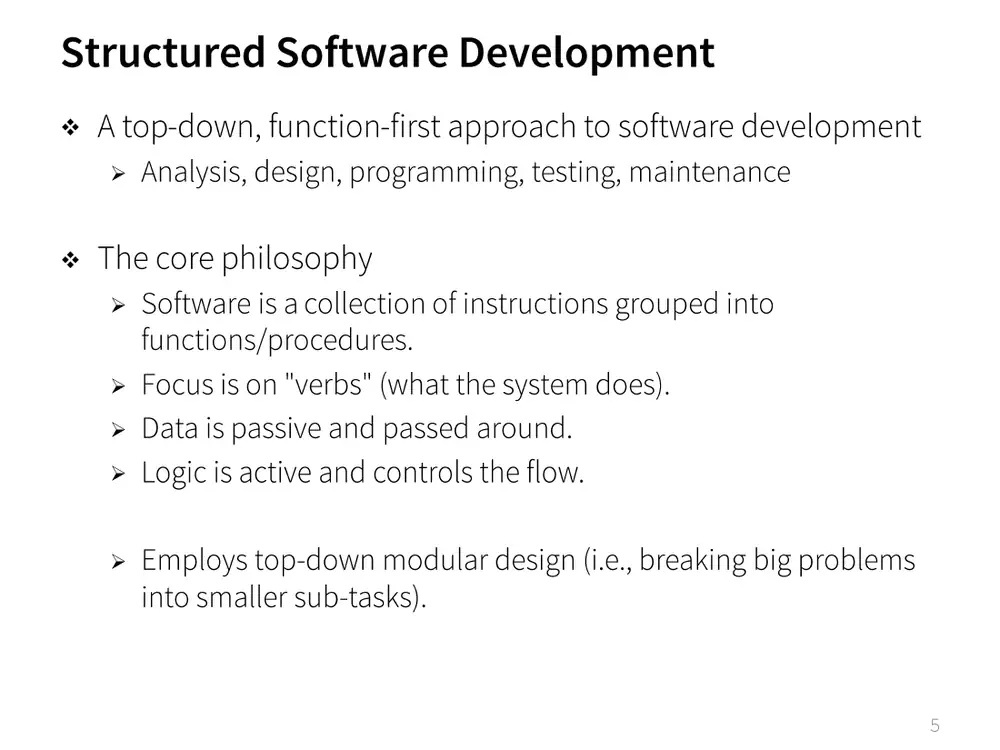 Structured Software Development
❖ A top-down, function-first approach to software development
➢ Analysis, design, programming, testing, maintenance
❖ The core philosophy
➢ Software is a collection of instructions grouped into
functions/procedures.
➢ Focus is on "verbs" (what the system does).
➢ Data is passive and passed around.
➢ Logic is active and controls the flow.
➢ Employs top-down modular design (i.e., breaking big problems
into smaller sub-tasks).
5